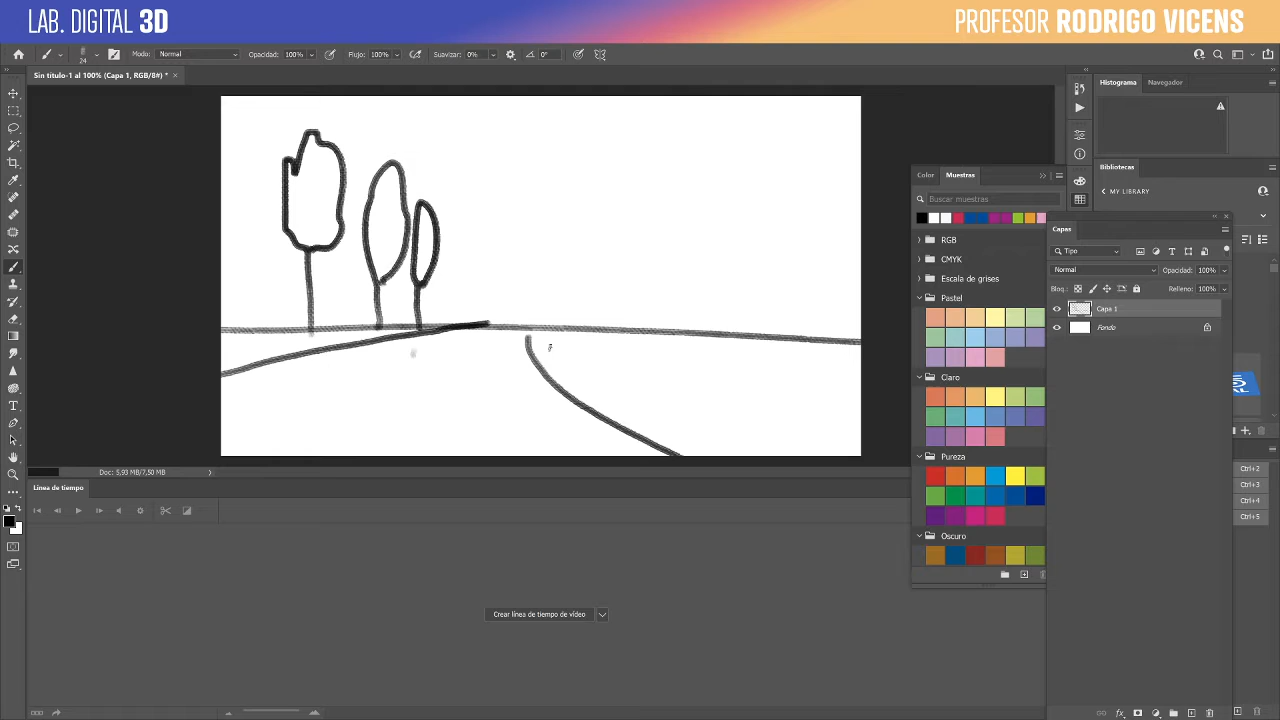 LAB. DIGITAL 3D
PROFESOR RODRIGO VICENS
24
Modo: Normal
Opacidad: 100%
Flujo: 100%
Suavizar: 0%
0°
Sin título-1 al 100% (Capa 1, RGB/8#) *
Histograma
Navegador
Bibliotecas
MY LIBRARY
Color
Muestras
Buscar muestras
RGB
CMYK
Escala de grises
Pastel
Claro
Pureza
Oscuro
Capas
Tipo
Normal
Opacidad: 100%
Bloq.:
Relleno: 100%
Capa 1
Fondo
Ctrl+2
Ctrl+3
Ctrl+4
Ctrl+5
Doc: 5,93 MB/7,50 MB
Línea de tiempo
Crear línea de tiempo de vídeo